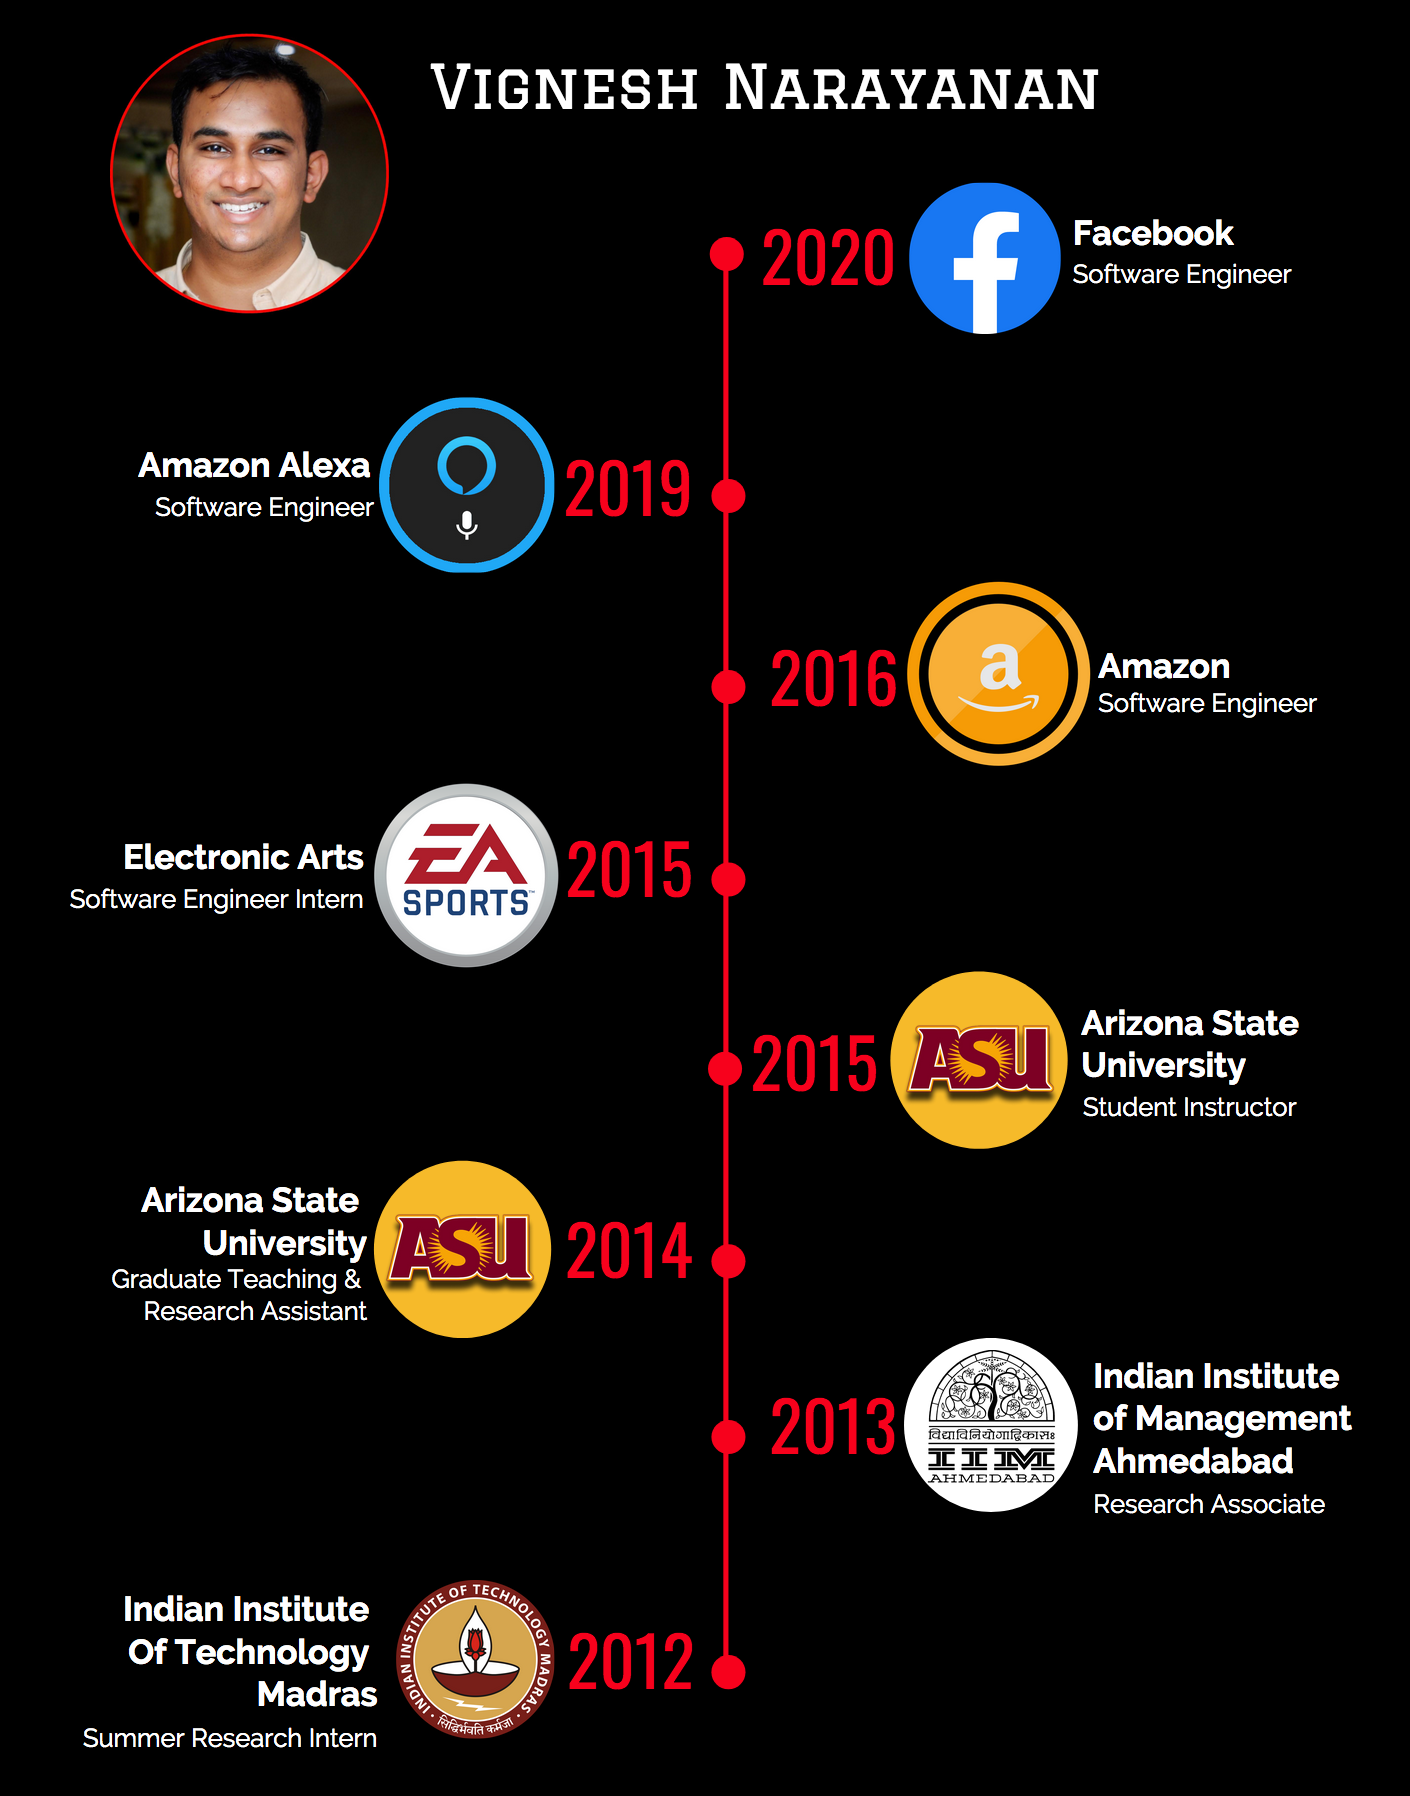 VIGNESH NARAYANAN
2020
Facebook
Software Engineer
Amazon Alexa
Software Engineer
2019
2016
a
Amazon
Software Engineer
Electronic Arts
Software Engineer Intern
EA
SPORTS™
2015
2015
ASU
Arizona State
University
Student Instructor
Arizona State
University
Graduate Teaching &
Research Assistant
ASU
2014
2013
विद्याविनियोगाद्विकासः
IIM
AHMEDABAD
Indian Institute
of Management
Ahmedabad
Research Associate
Indian Institute
Of Technology
Madras
Summer Research Intern
INDIAN INSTITUTE OF TECHNOLOGY MADRAS
सिद्धिर्भवति कर्मजा
2012